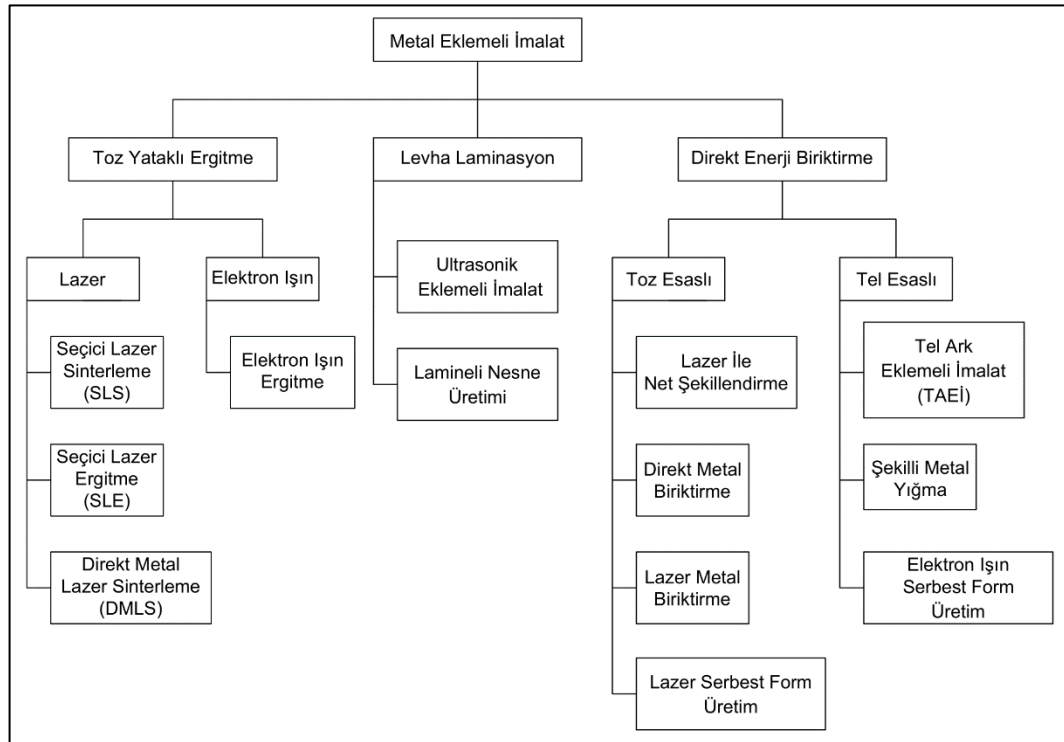 Metal Eklemeli İmalat
Toz Yataklı Ergitme
Levha Laminasyon
Direkt Enerji Biriktirme
Lazer
Elektron Işın
Ultrasonik
Eklemeli İmalat
Toz Esaslı
Tel Esaslı
Seçici Lazer
Sinterleme
(SLS)
Elektron Işın
Ergitme
Lamineli Nesne
Üretimi
Lazer İle
Net Şekillendirme
Tel Ark
Eklemeli İmalat
(TAEİ)
Seçici Lazer
Ergitme
(SLE)
Direkt Metal
Biriktirme
Şekilli Metal
Yığma
Direkt Metal
Lazer Sinterleme
(DMLS)
Lazer Metal
Biriktirme
Elektron Işın
Serbest Form
Üretim
Lazer Serbest Form
Üretim